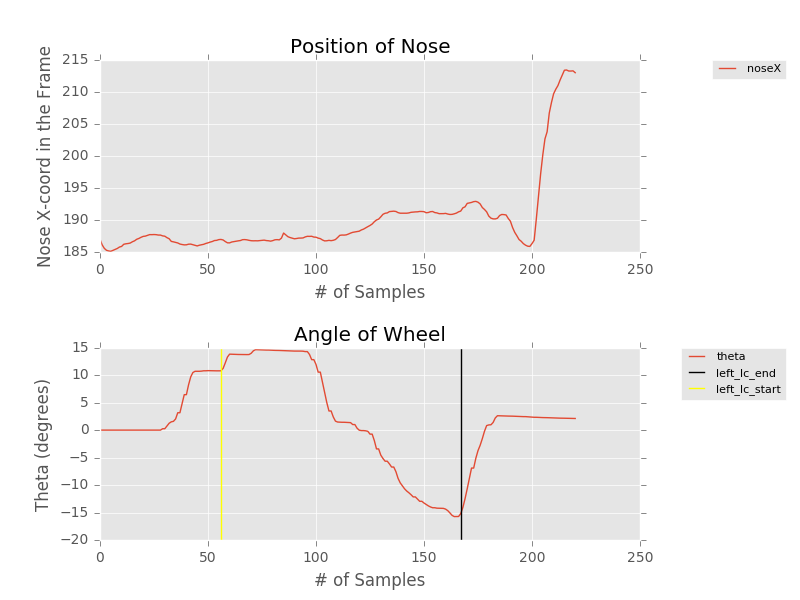 Position of Nose
Nose X-coord in the Frame
215
210
205
200
195
190
185
0 50 100 150 200 250
# of Samples
noseX
Angle of Wheel
Theta (degrees)
15
10
5
0
−5
−10
−15
−20
0 50 100 150 200 250
# of Samples
theta
left_lc_end
left_lc_start